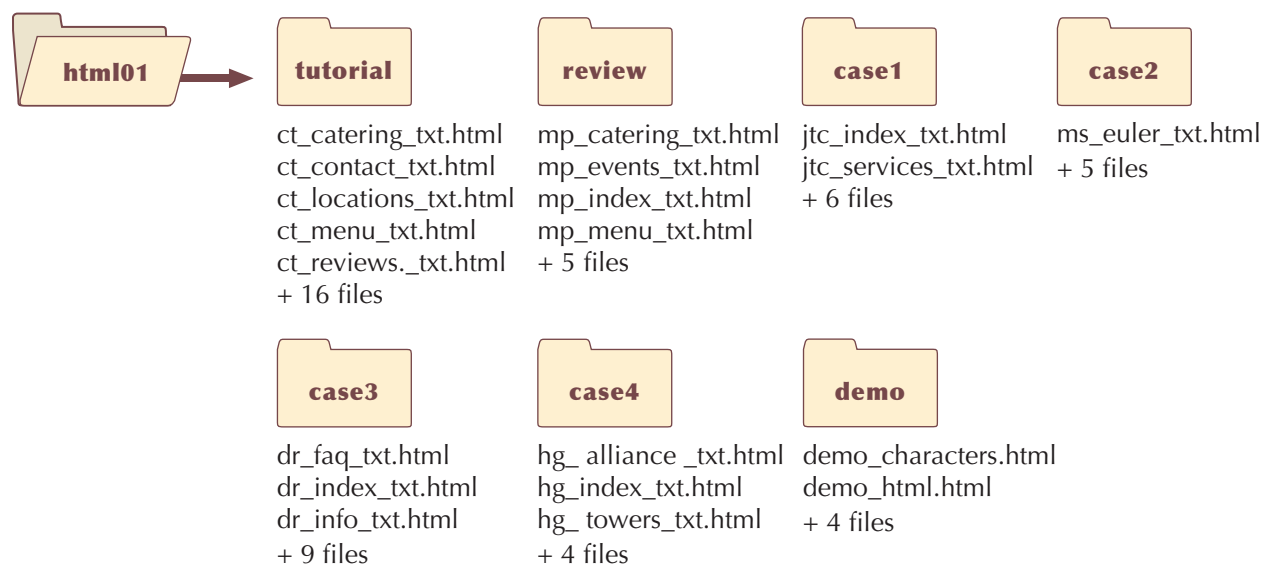 html01
tutorial
ct_catering_txt.html
ct_contact_txt.html
ct_locations_txt.html
ct_menu_txt.html
ct_reviews._txt.html
+ 16 files
review
mp_catering_txt.html
mp_events_txt.html
mp_index_txt.html
mp_menu_txt.html
+ 5 files
case1
jtc_index_txt.html
jtc_services_txt.html
+ 6 files
case2
ms_euler_txt.html
+ 5 files
case3
dr_faq_txt.html
dr_index_txt.html
dr_info_txt.html
+ 9 files
case4
hg_ alliance _txt.html
hg_index_txt.html
hg_ towers_txt.html
+ 4 files
demo
demo_characters.html
demo_html.html
+ 4 files